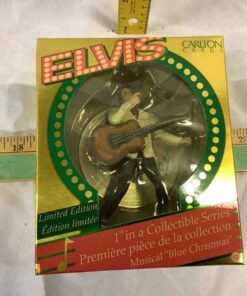 2
ELVIS
CARLTON
CARDS
18
Limited Edition
Édition limitée
1st in a Collectible Series
Première pièce de la collection
Musical "Blue Christmas"